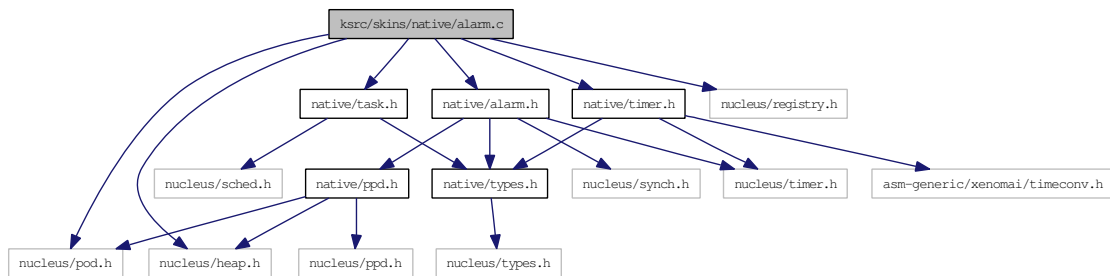 ksrc/skins/native/alarm.c
native/task.h
native/alarm.h
native/timer.h
nucleus/registry.h
nucleus/sched.h
native/ppd.h
native/types.h
nucleus/synch.h
nucleus/timer.h
asm-generic/xenomai/timeconv.h
nucleus/pod.h
nucleus/heap.h
nucleus/ppd.h
nucleus/types.h